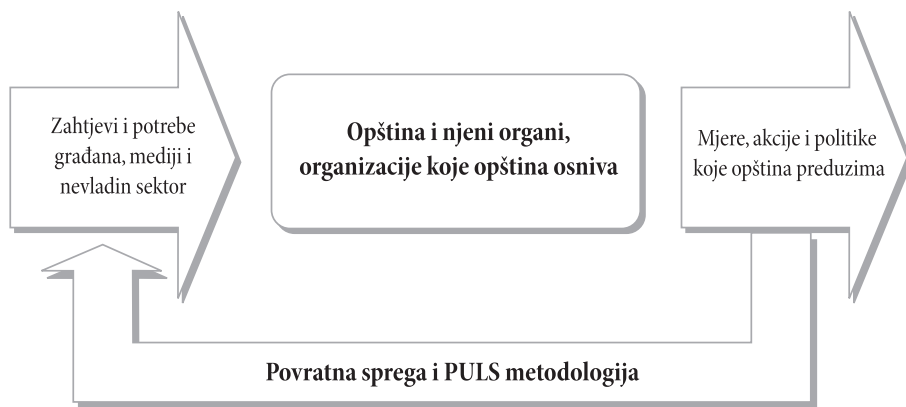 Zahtjevi i potrebe
građana, mediji i
nevladin sektor
Opština i njeni organi,
organizacije koje opština osniva
Mjere, akcije i politike
koje opština preduzima
Povratna sprega i PULS metodologija